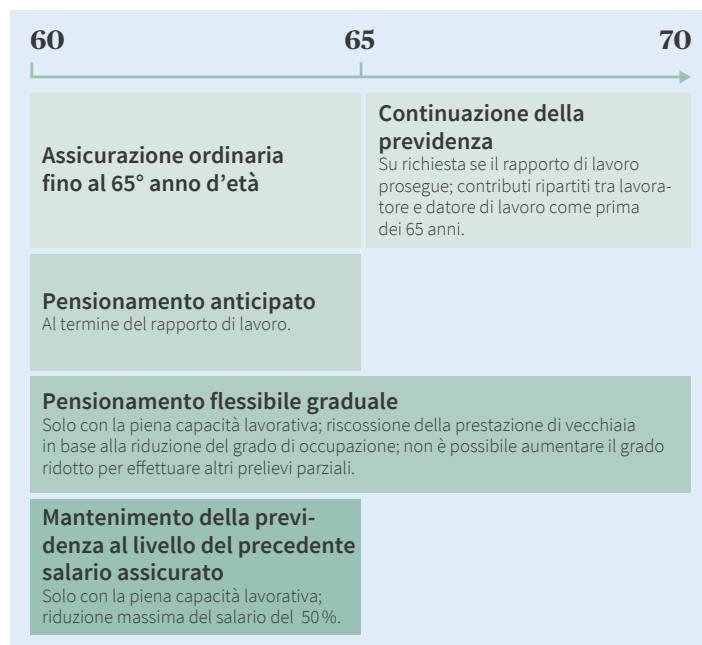 60 65 70
Assicurazione ordinaria
fino al 65° anno d’età
Continuazione della
previdenza
Su richiesta se il rapporto di lavoro
prosegue; contributi ripartiti tra lavora-
tore e datore di lavoro come prima
dei 65 anni.
Pensionamento anticipato
Al termine del rapporto di lavoro.
Pensionamento flessibile graduale
Solo con la piena capacità lavorativa; riscossione della prestazione di vecchiaia
in base alla riduzione del grado di occupazione; non è possibile aumentare il grado
ridotto per effettuare altri prelievi parziali.
Mantenimento della previ-
denza al livello del precedente
salario assicurato
Solo con la piena capacità lavorativa;
riduzione massima del salario del 50 %.